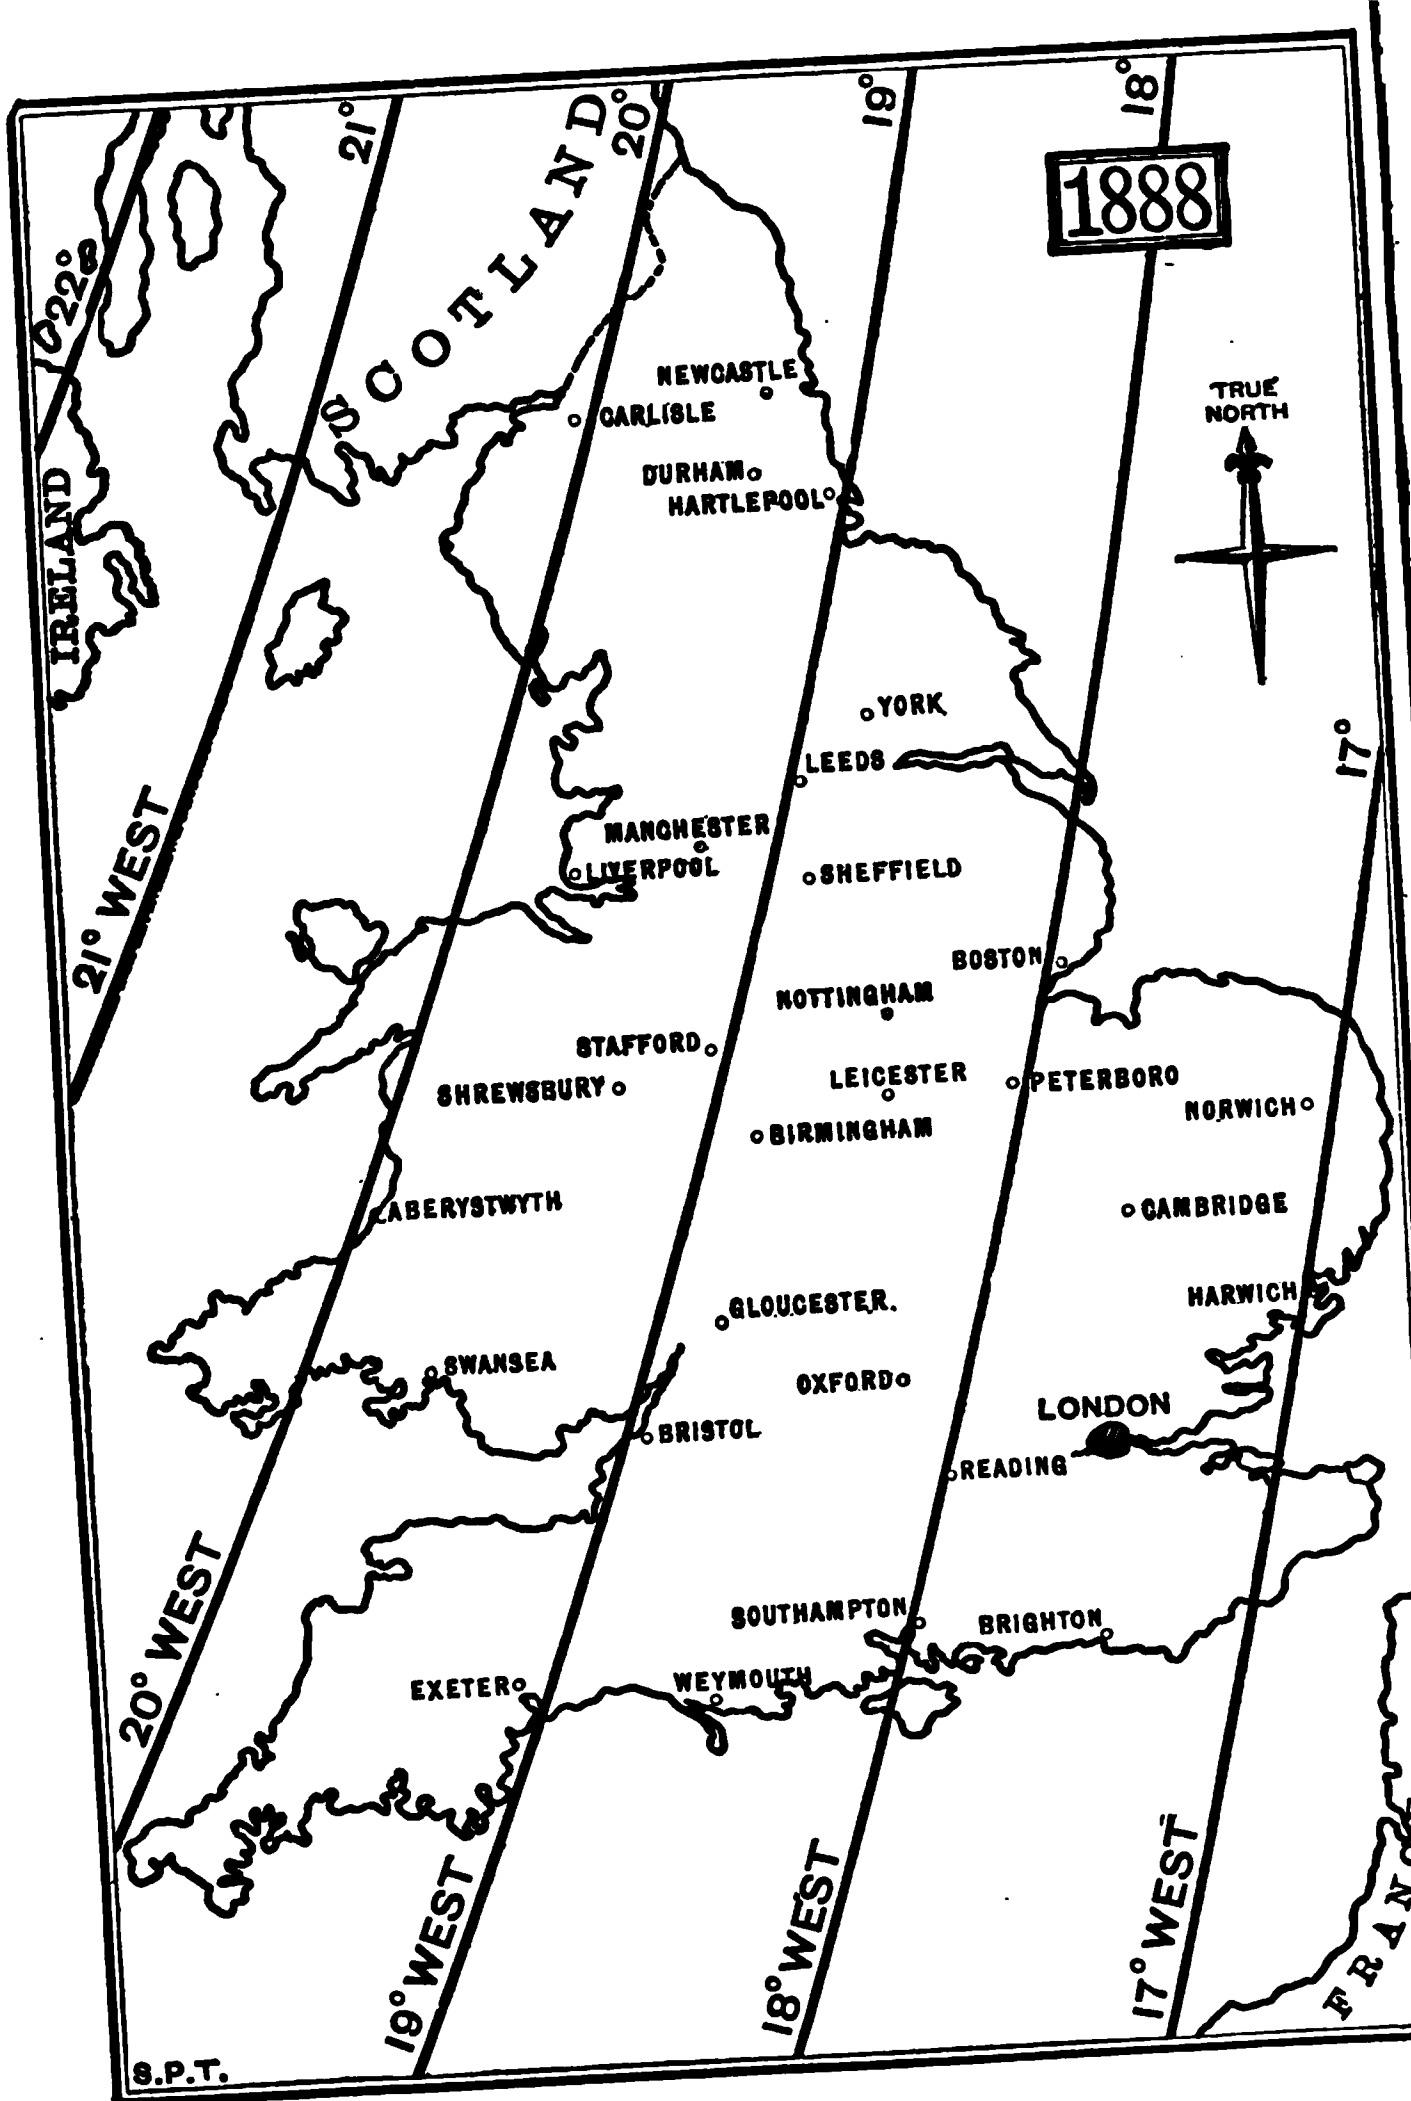 21°
20°
19°
18°
1888
22°
SCOTLAND
TRUE
NORTH
NEWCASTLE
CARLISLE
DURHAM
HARTLEPOOL
IRELAND
YORK
17°
LEEDS
21° WEST
MANCHESTER
LIVERPOOL
SHEFFIELD
BOSTON
NOTTINGHAM
STAFFORD
LEICESTER
PETERBORO
SHREWSBURY
NORWICH
BIRMINGHAM
ABERYSTWYTH
CAMBRIDGE
HARWICH
GLOUCESTER.
SWANSEA
OXFORD
LONDON
BRISTOL
READING
20° WEST
SOUTHAMPTON
BRIGHTON
EXETER
WEYMOUTH
19° WEST
18° WEST
17° WEST
FRANC
S.P.T.